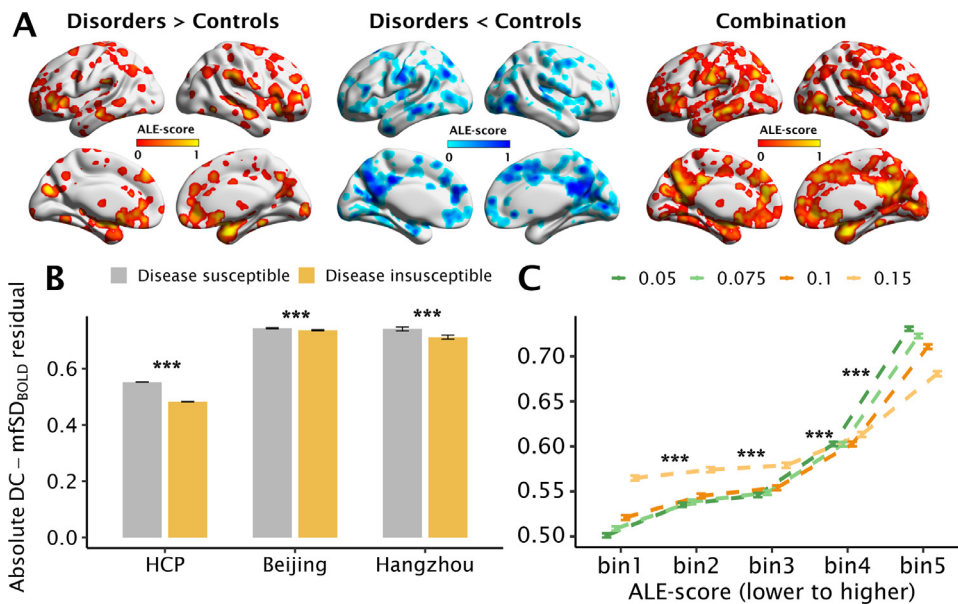 A
Disorders > Controls
Disorders < Controls
Combination
ALE-score
0 1
ALE-score
0 1
ALE-score
0 1
B
Disease susceptible
Disease insusceptible
Absolute DC – mfSD_BOLD residual
0.6
0.4
0.2
0.0
***
***
***
HCP
Beijing
Hangzhou
C
0.05
0.075
0.1
0.15
0.70
0.65
0.60
0.55
0.50
***
***
***
***
bin1
bin2
bin3
bin4
bin5
ALE-score (lower to higher)